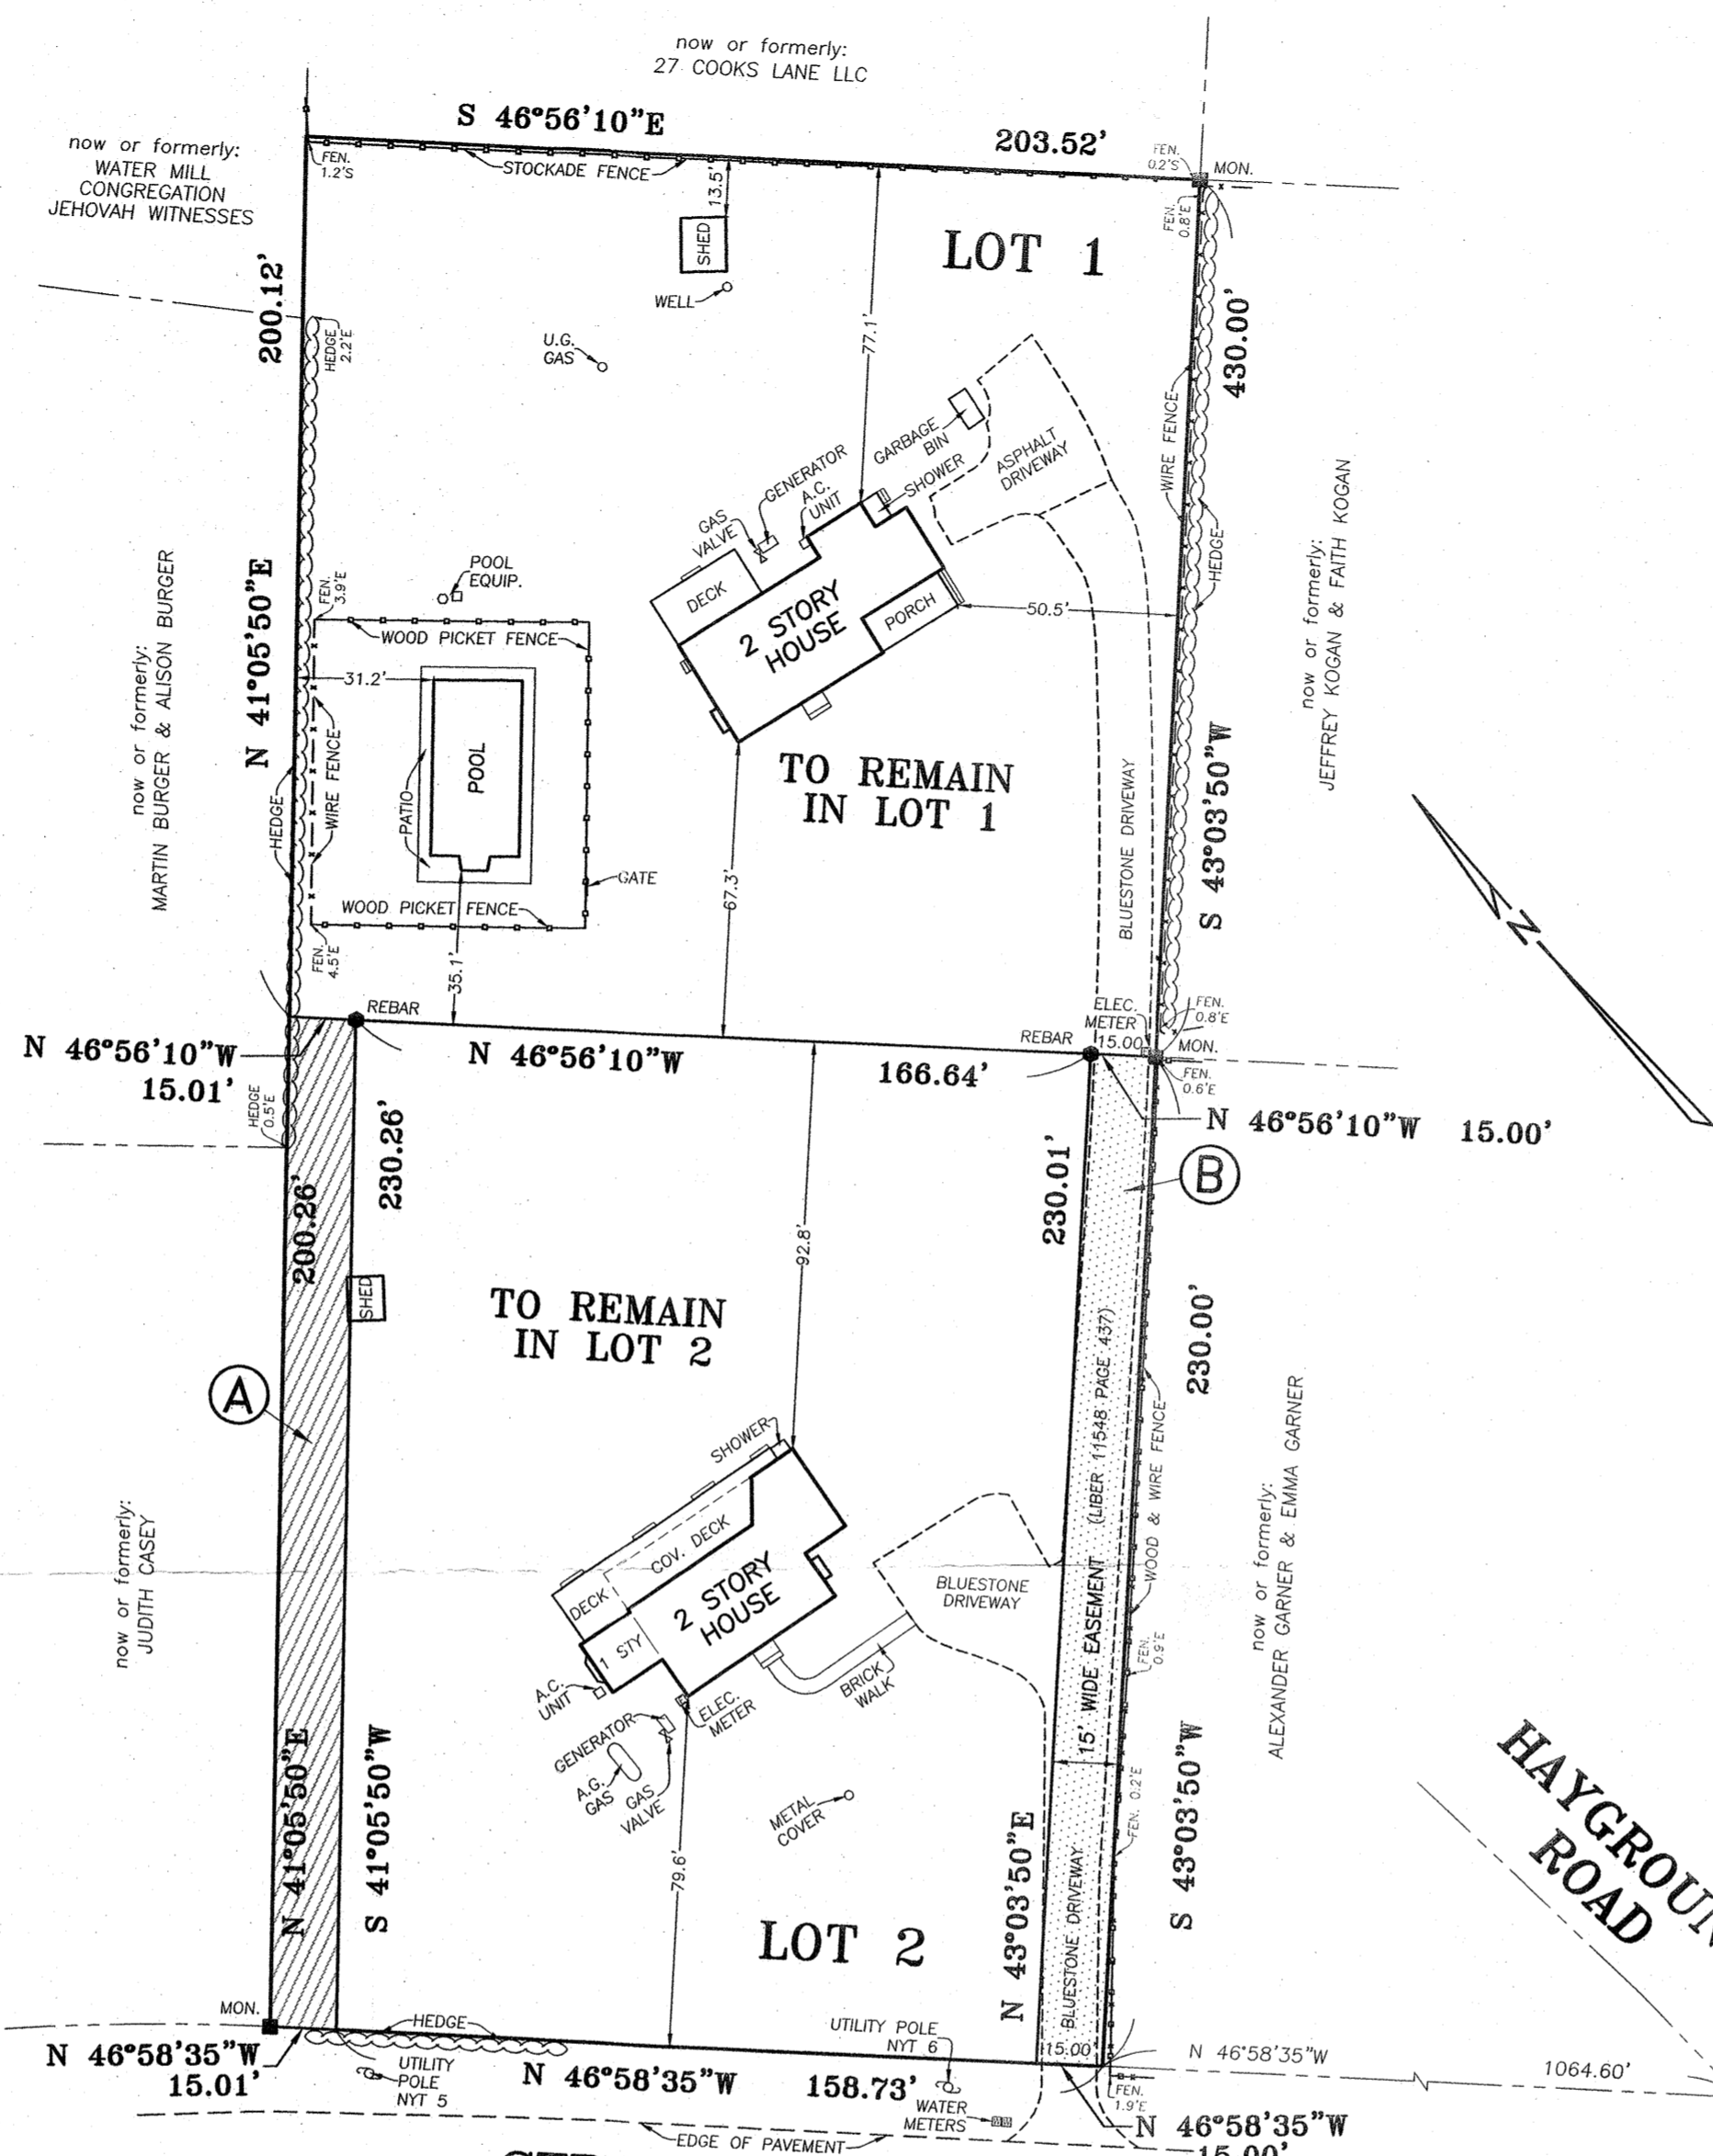 now or formerly:
27 COOKS LANE LLC
S 46°56'10"E
203.52'
now or formerly:
WATER MILL
CONGREGATION
JEHOVAH WITNESSES
FEN.
1.2'S
STOCKADE FENCE
13.5'
FEN.
0.2'S
MON.
FEN.
0.8'E
SHED
LOT 1
WELL
200.12'
HEDGE
2.2'E
U.G.
GAS
77.1'
430.00'
WIRE FENCE
HEDGE
GARBAGE
BIN
ASPHALT
DRIVEWAY
SHOWER
GENERATOR
A.C.
UNIT
GAS
VALVE
DECK
2 STORY
HOUSE
PORCH
50.5'
now or formerly:
JEFFREY KOGAN & FAITH KOGAN
now or formerly:
MARTIN BURGER & ALISON BURGER
N 41°05'50"E
FEN.
3.9'E
POOL
EQUIP.
WOOD PICKET FENCE
31.2'
WIRE FENCE
HEDGE
PATIO
POOL
GATE
WOOD PICKET FENCE
FEN.
4.5'E
35.1'
67.3'
TO REMAIN
IN LOT 1
BLUESTONE DRIVEWAY
S 43°03'50"W
N
REBAR
N 46°56'10"W
15.01'
HEDGE
0.5'E
N 46°56'10"W
166.64'
REBAR
ELEC.
METER
15.00'
MON.
FEN.
0.8'E
FEN.
0.6'E
N 46°56'10"W 15.00'
B
200.26'
230.26'
230.01'
230.00'
92.8'
SHED
TO REMAIN
IN LOT 2
A
now or formerly:
JUDITH CASEY
SHOWER
COV. DECK
DECK
1 STY
2 STORY
HOUSE
A.C.
UNIT
GENERATOR
A.G.
GAS
GAS
VALVE
ELEC.
METER
BRICK
WALK
BLUESTONE
DRIVEWAY
METAL
COVER
79.6'
15' WIDE EASEMENT (LIBER 11548 PAGE 437)
WOOD & WIRE FENCE
FEN.
0.9'E
FEN. 0.2'E
now or formerly:
ALEXANDER GARNER & EMMA GARNER
N 41°05'50"E
S 41°05'50"W
N 43°03'50"E
BLUESTONE DRIVEWAY
S 43°03'50"W
LOT 2
HAYGROUN
ROAD
MON.
HEDGE
N 46°58'35"W
15.01'
UTILITY
POLE
NYT 5
N 46°58'35"W
158.73'
UTILITY POLE
NYT 6
WATER
METERS
15.00'
N 46°58'35"W
1064.60'
FEN.
1.9'E
N 46°58'35"W
15.00'
EDGE OF PAVEMENT